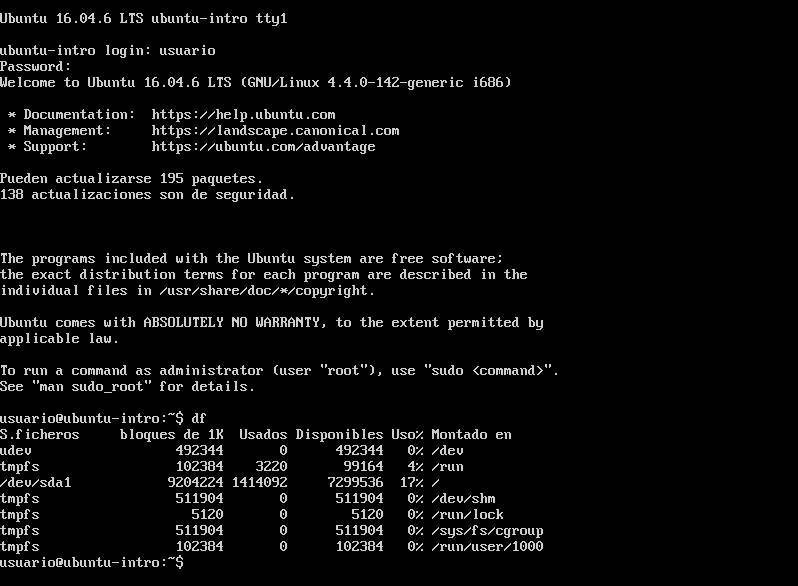 Ubuntu 16.04.6 LTS ubuntu-intro tty1
ubuntu-intro login: usuario
Password:
Welcome to Ubuntu 16.04.6 LTS (GNU/Linux 4.4.0-142-generic i686)
* Documentation:  https://help.ubuntu.com
* Management:     https://landscape.canonical.com
* Support:        https://ubuntu.com/advantage
Pueden actualizarse 195 paquetes.
138 actualizaciones son de seguridad.
The programs included with the Ubuntu system are free software;
the exact distribution terms for each program are described in the
individual files in /usr/share/doc/*/copyright.
Ubuntu comes with ABSOLUTELY NO WARRANTY, to the extent permitted by
applicable law.
To run a command as administrator (user "root"), use "sudo <command>".
See "man sudo_root" for details.
usuario@ubuntu-intro:~$ df
S.ficheros     bloques de 1K  Usados Disponibles Uso% Montado en
udev                  492344       0      492344   0% /dev
tmpfs                 102384    3220       99164   4% /run
/dev/sda1            9204224 1414092     7299536  17% /
tmpfs                 511904       0      511904   0% /dev/shm
tmpfs                   5120       0        5120   0% /run/lock
tmpfs                 511904       0      511904   0% /sys/fs/cgroup
tmpfs                 102384       0      102384   0% /run/user/1000
usuario@ubuntu-intro:~$